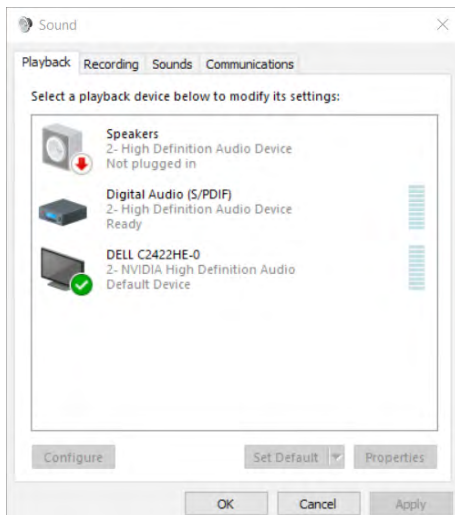 Sound
Playback Recording Sounds Communications
Select a playback device below to modify its settings:
Speakers
2- High Definition Audio Device
Not plugged in
Digital Audio (S/PDIF)
2- High Definition Audio Device
Ready
DELL C2422HE-0
2- NVIDIA High Definition Audio
Default Device
Configure Set Default Properties
OK Cancel Apply